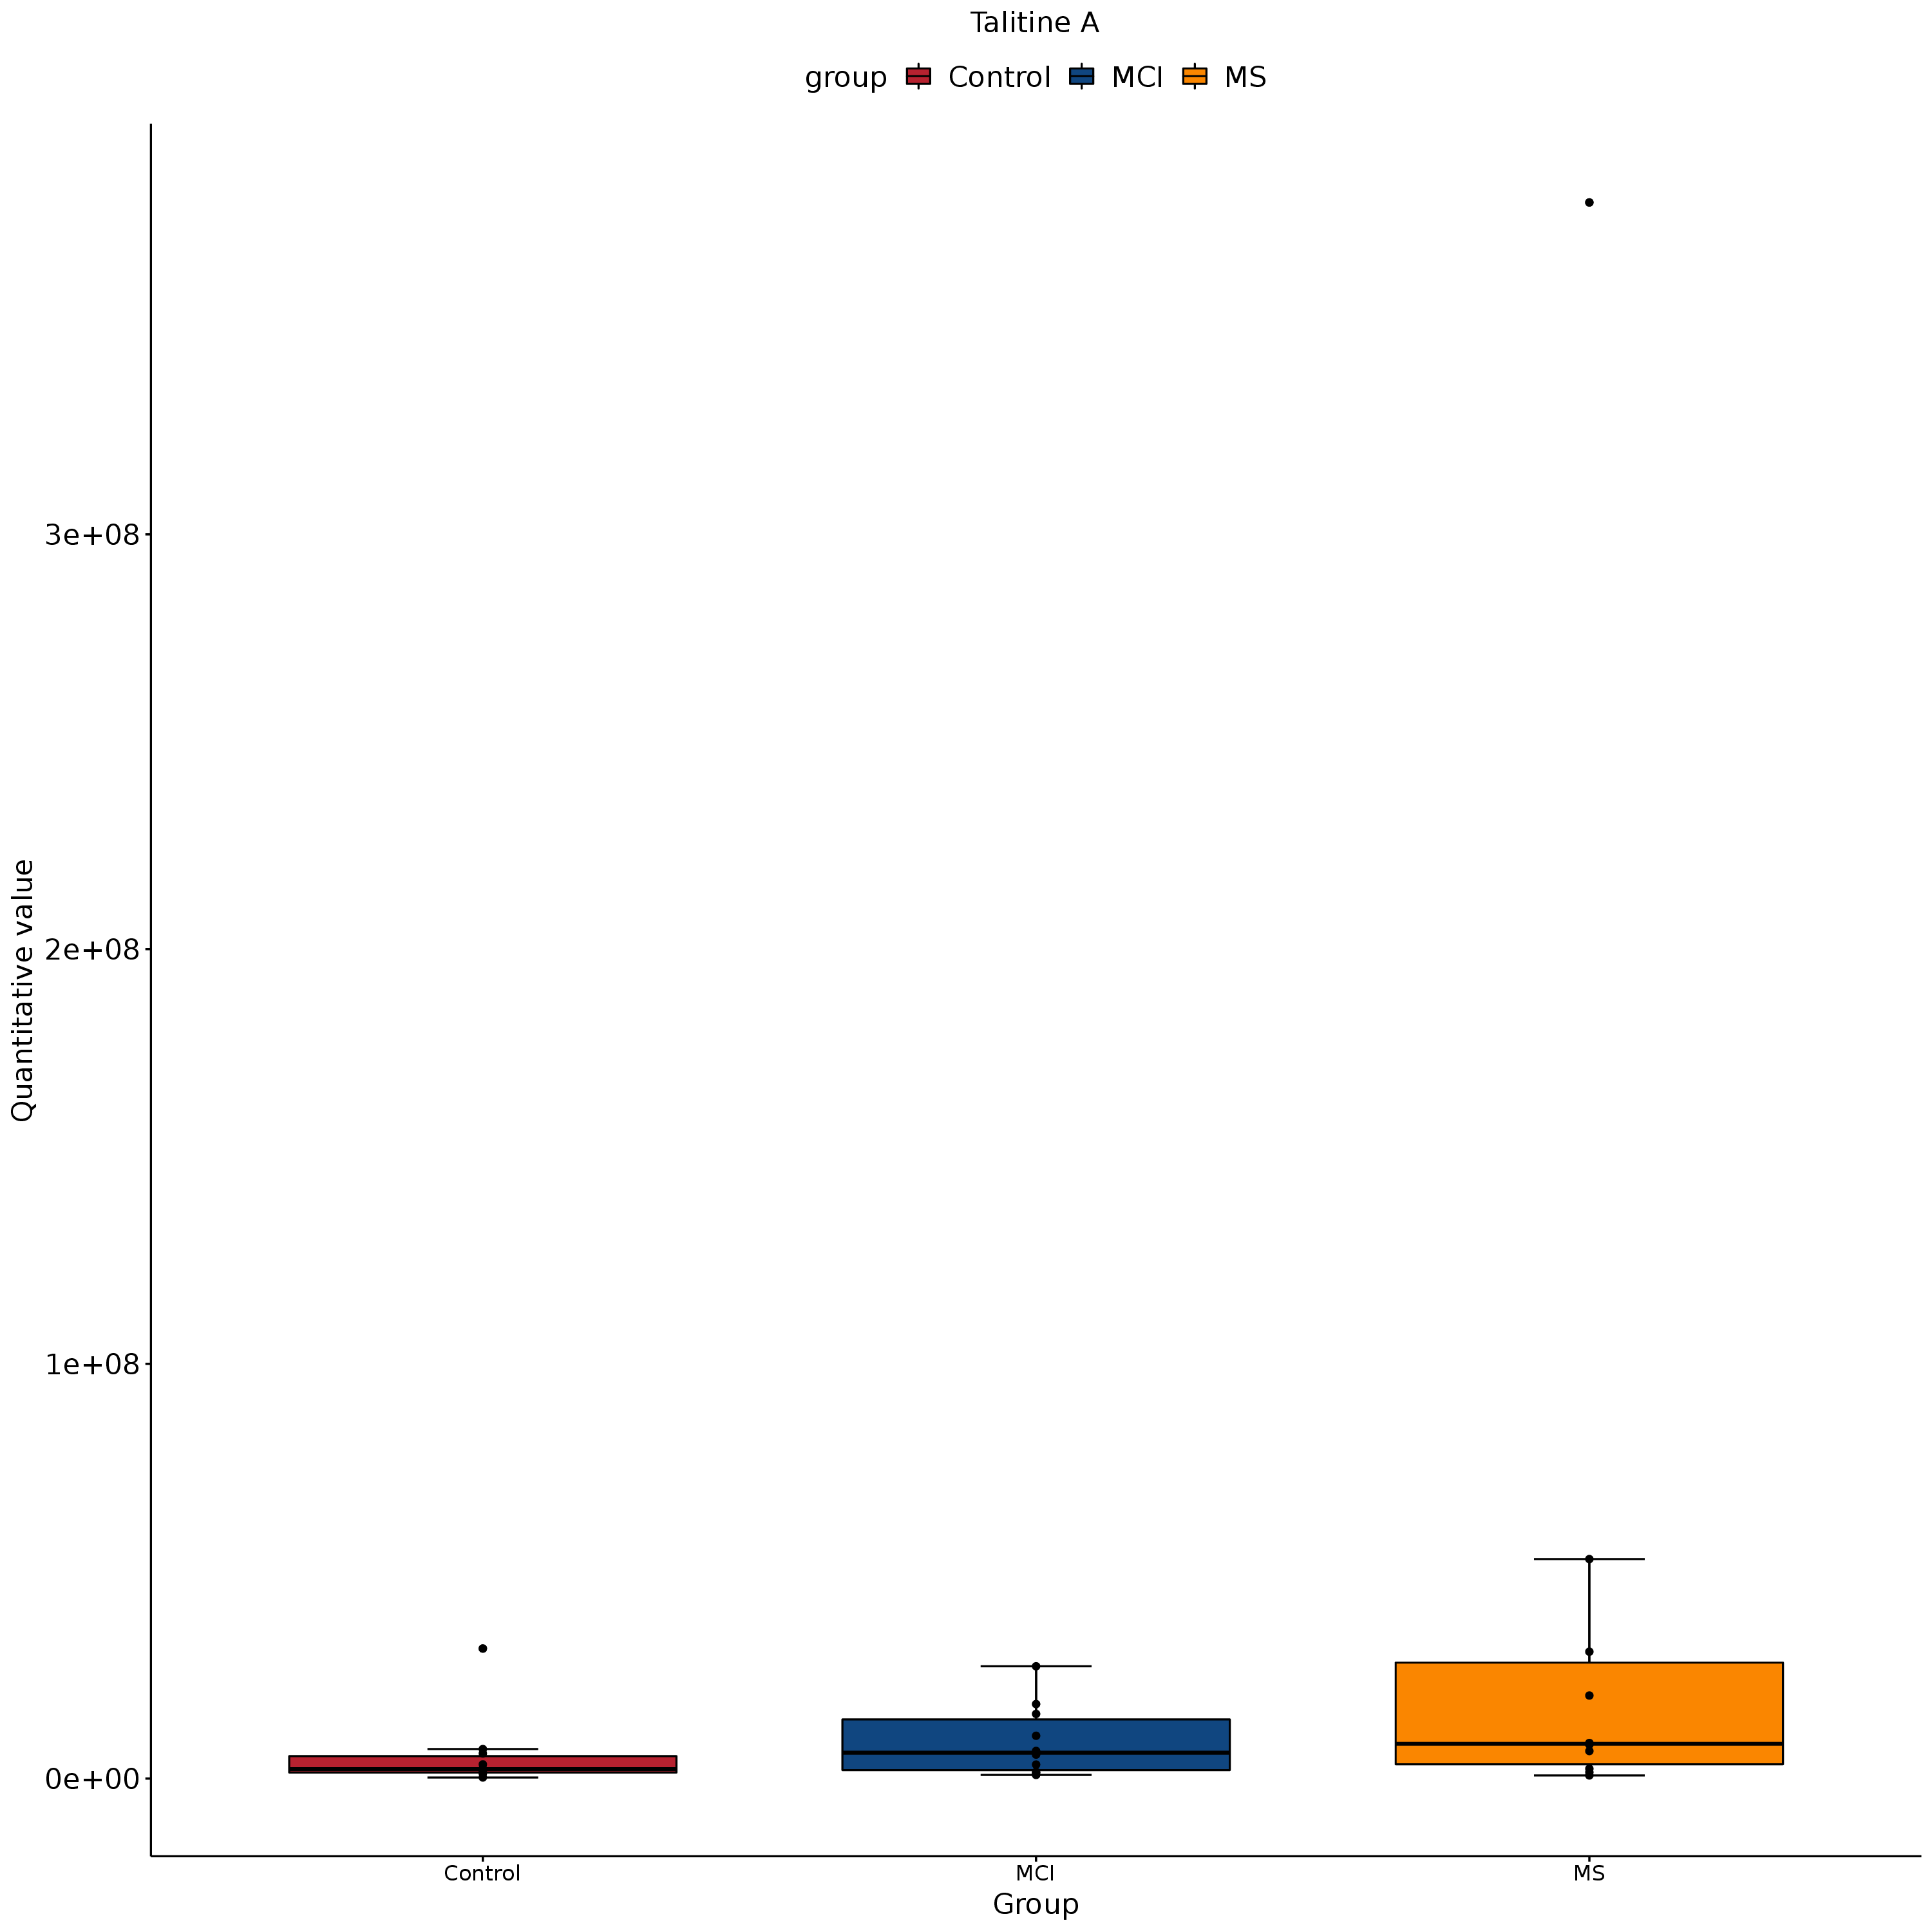 Talitine A
group Control MCI MS
Quantitative value
3e+08
2e+08
1e+08
0e+00
Control MCI MS
Group